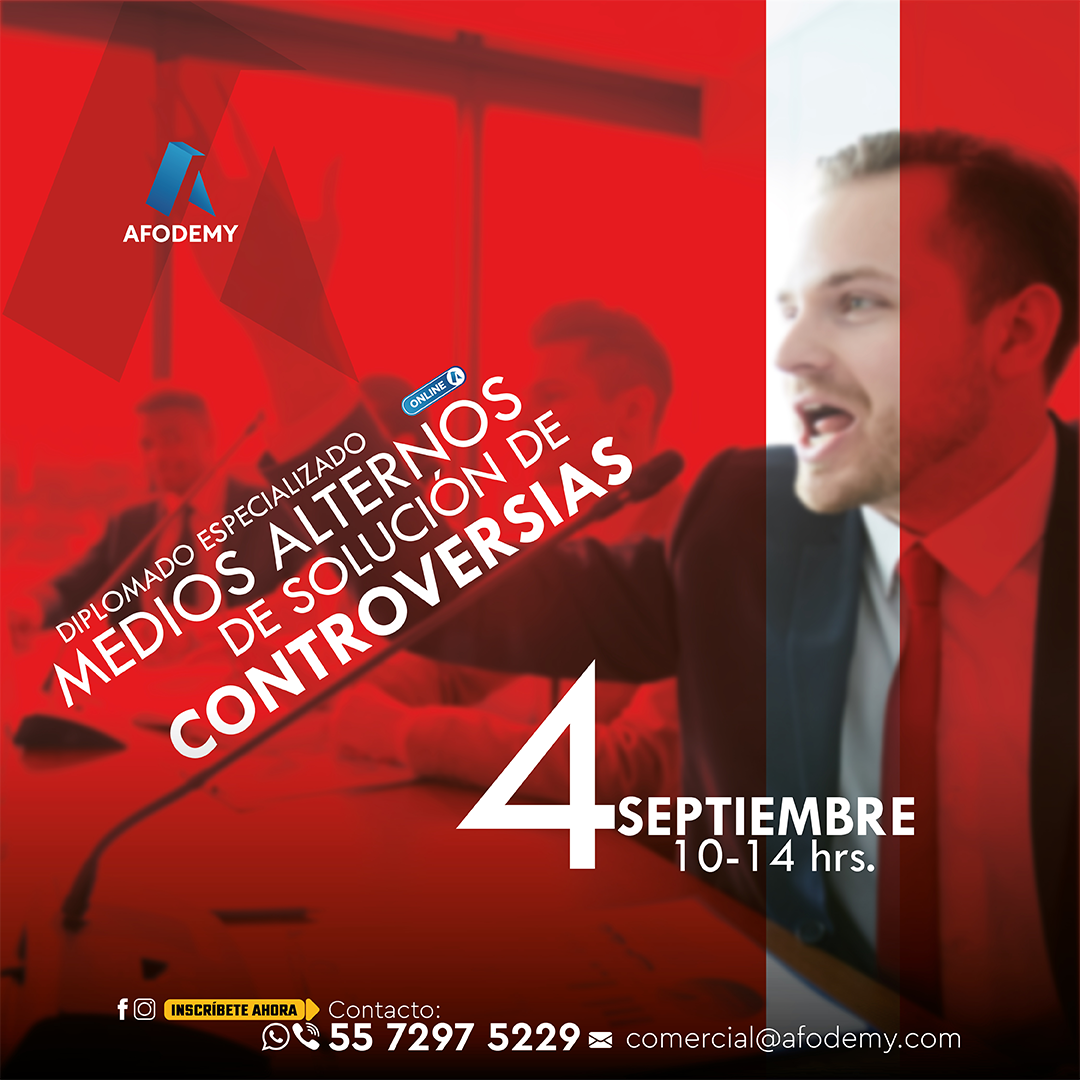 AFODEMY
ONLINE
DIPLOMADO ESPECIALIZADO
MEDIOS ALTERNOS
DE SOLUCIÓN DE
CONTROVERSIAS
4 SEPTIEMBRE
10-14 hrs.
INSCRÍBETE AHORA Contacto:
55 7297 5229 comercial@afodemy.com